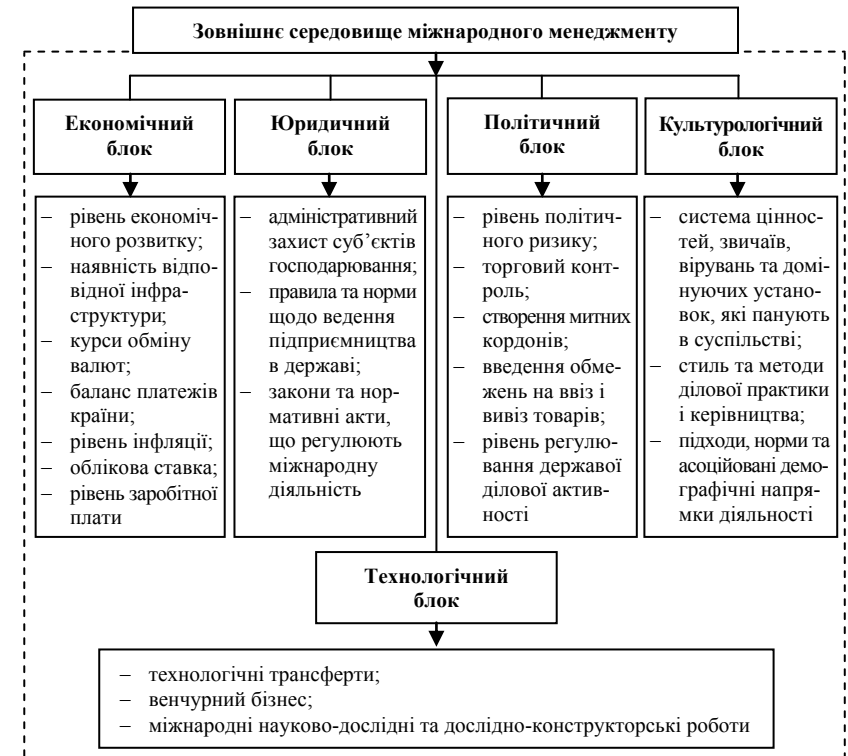 Зовнішнє середовище міжнародного менеджменту
Економічний
блок
– рівень економіч-
ного розвитку;
– наявність відпо-
відної інфра-
структури;
– курси обміну
валют;
– баланс платежів
країни;
– рівень інфляції;
– облікова ставка;
– рівень заробітної
плати
Юридичний
блок
– адміністративний
захист суб’єктів
господарювання;
– правила та норми
щодо ведення
підприємництва
в державі;
– закони та нор-
мативні акти,
що регулюють
міжнародну
діяльність
Політичний
блок
– рівень політич-
ного ризику;
– торговий конт-
роль;
– створення митних
кордонів;
– введення обме-
жень на ввіз і
вивіз товарів;
– рівень регулю-
вання державої
ділової актив-
ності
Культурологічний
блок
– система ціннос-
тей, звичаїв,
вірувань та домі-
нуючих устано-
вок, які панують
в суспільстві;
– стиль та методи
ділової практики
і керівництва;
– підходи, норми та
асоційовані демо-
графічні напря-
мки діяльності
Технологічний
блок
– технологічні трансферти;
– венчурний бізнес;
– міжнародні науково-дослідні та дослідно-конструкторські роботи